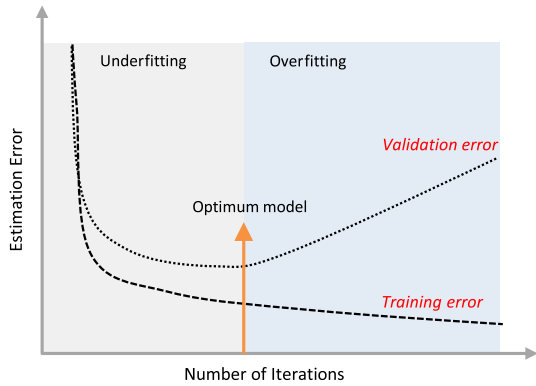 Underfitting
Overfitting
Validation error
Optimum model
Training error
Estimation Error
Number of Iterations